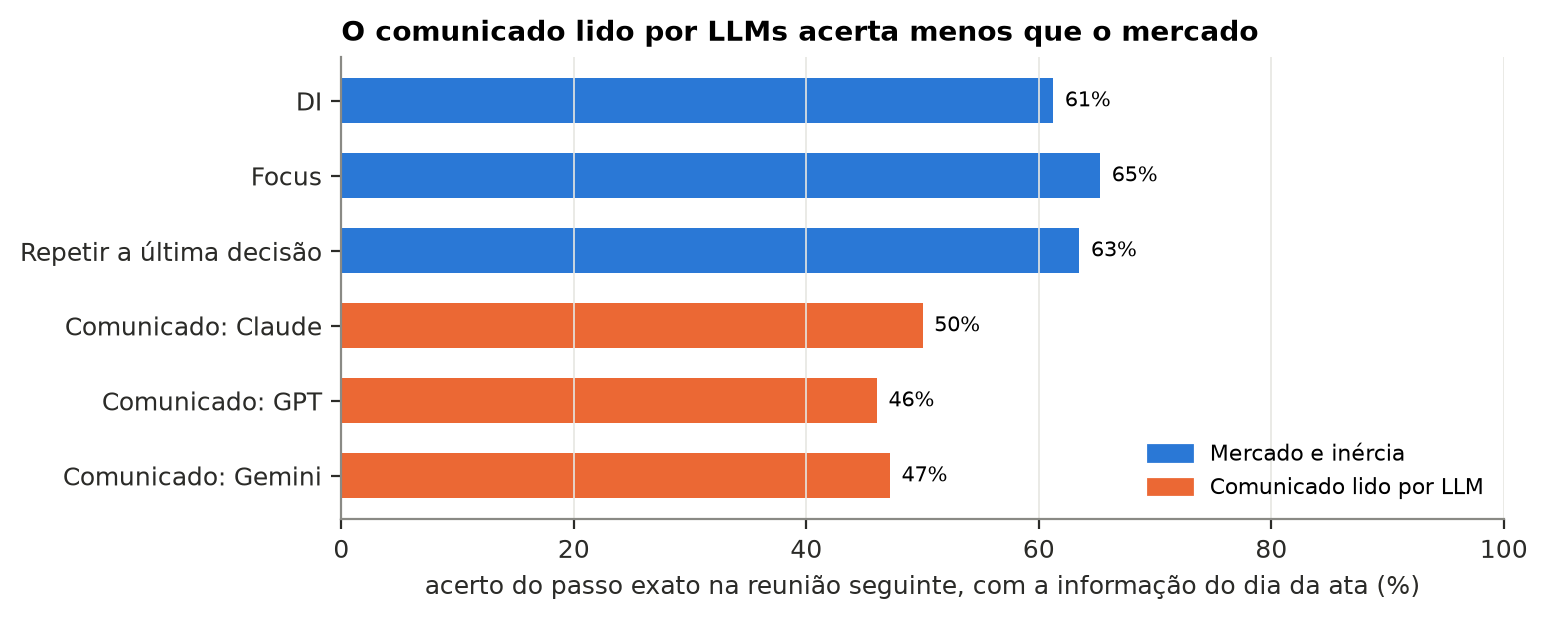 O comunicado lido por LLMs acerta menos que o mercado
DI
61%
Focus
65%
Repetir a última decisão
63%
Comunicado: Claude
50%
Comunicado: GPT
46%
Comunicado: Gemini
47%
Mercado e inércia
Comunicado lido por LLM
0 20 40 60 80 100
acerto do passo exato na reunião seguinte, com a informação do dia da ata (%)